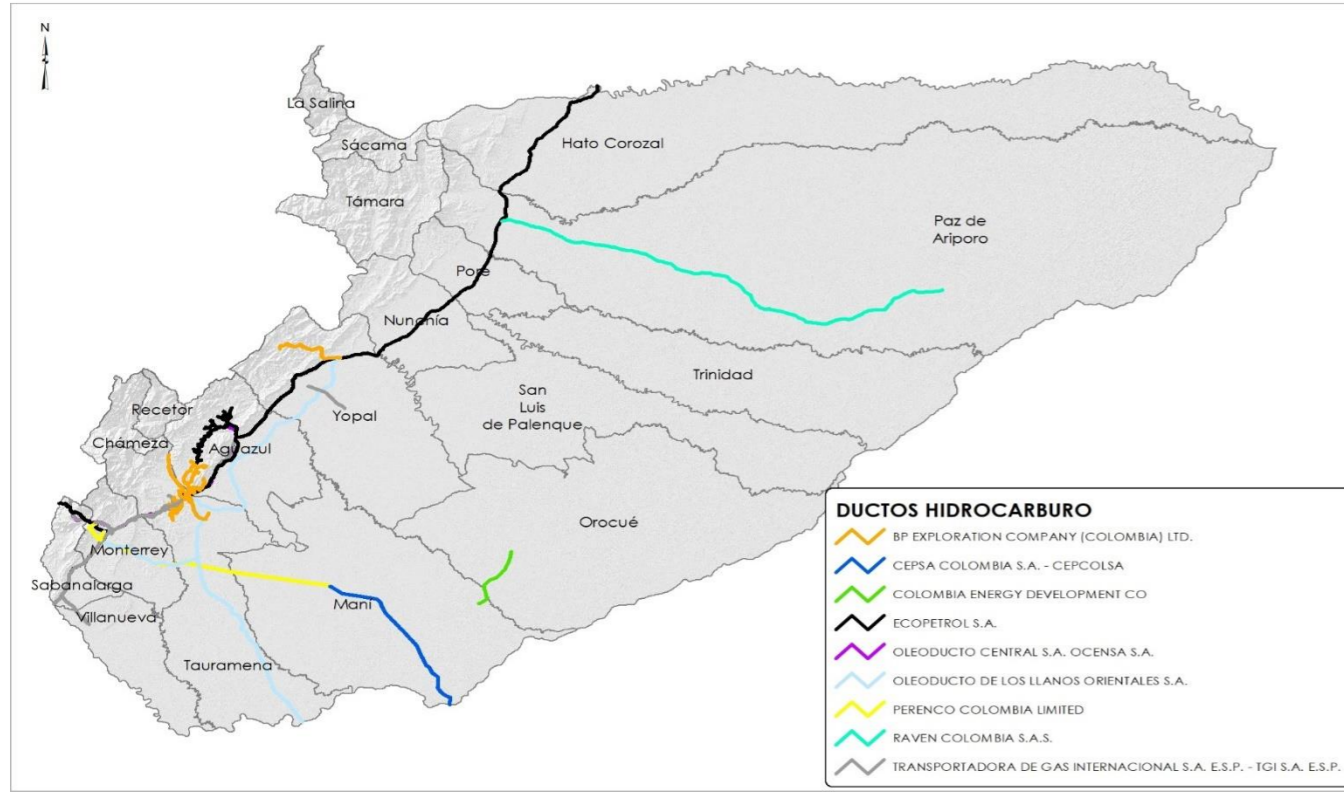 N
La Salina
Sácama
Hato Corozal
Támara
Paz de
Ariporo
Pore
Nunchía
Trinidad
San
Luis
de Palenque
Recetor
Yopal
Chámeza
Aguazul
Orocué
Monterrey
Sabanalarga
Maní
Villanueva
Tauramena
DUCTOS HIDROCARBURO
BP EXPLORATION COMPANY (COLOMBIA) LTD.
CEPSA COLOMBIA S.A. - CEPCOLSA
COLOMBIA ENERGY DEVELOPMENT CO
ECOPETROL S.A.
OLEODUCTO CENTRAL S.A. OCENSA S.A.
OLEODUCTO DE LOS LLANOS ORIENTALES S.A.
PERENCO COLOMBIA LIMITED
RAVEN COLOMBIA S.A.S.
TRANSPORTADORA DE GAS INTERNACIONAL S.A. E.S.P. - TGI S.A. E.S.P.